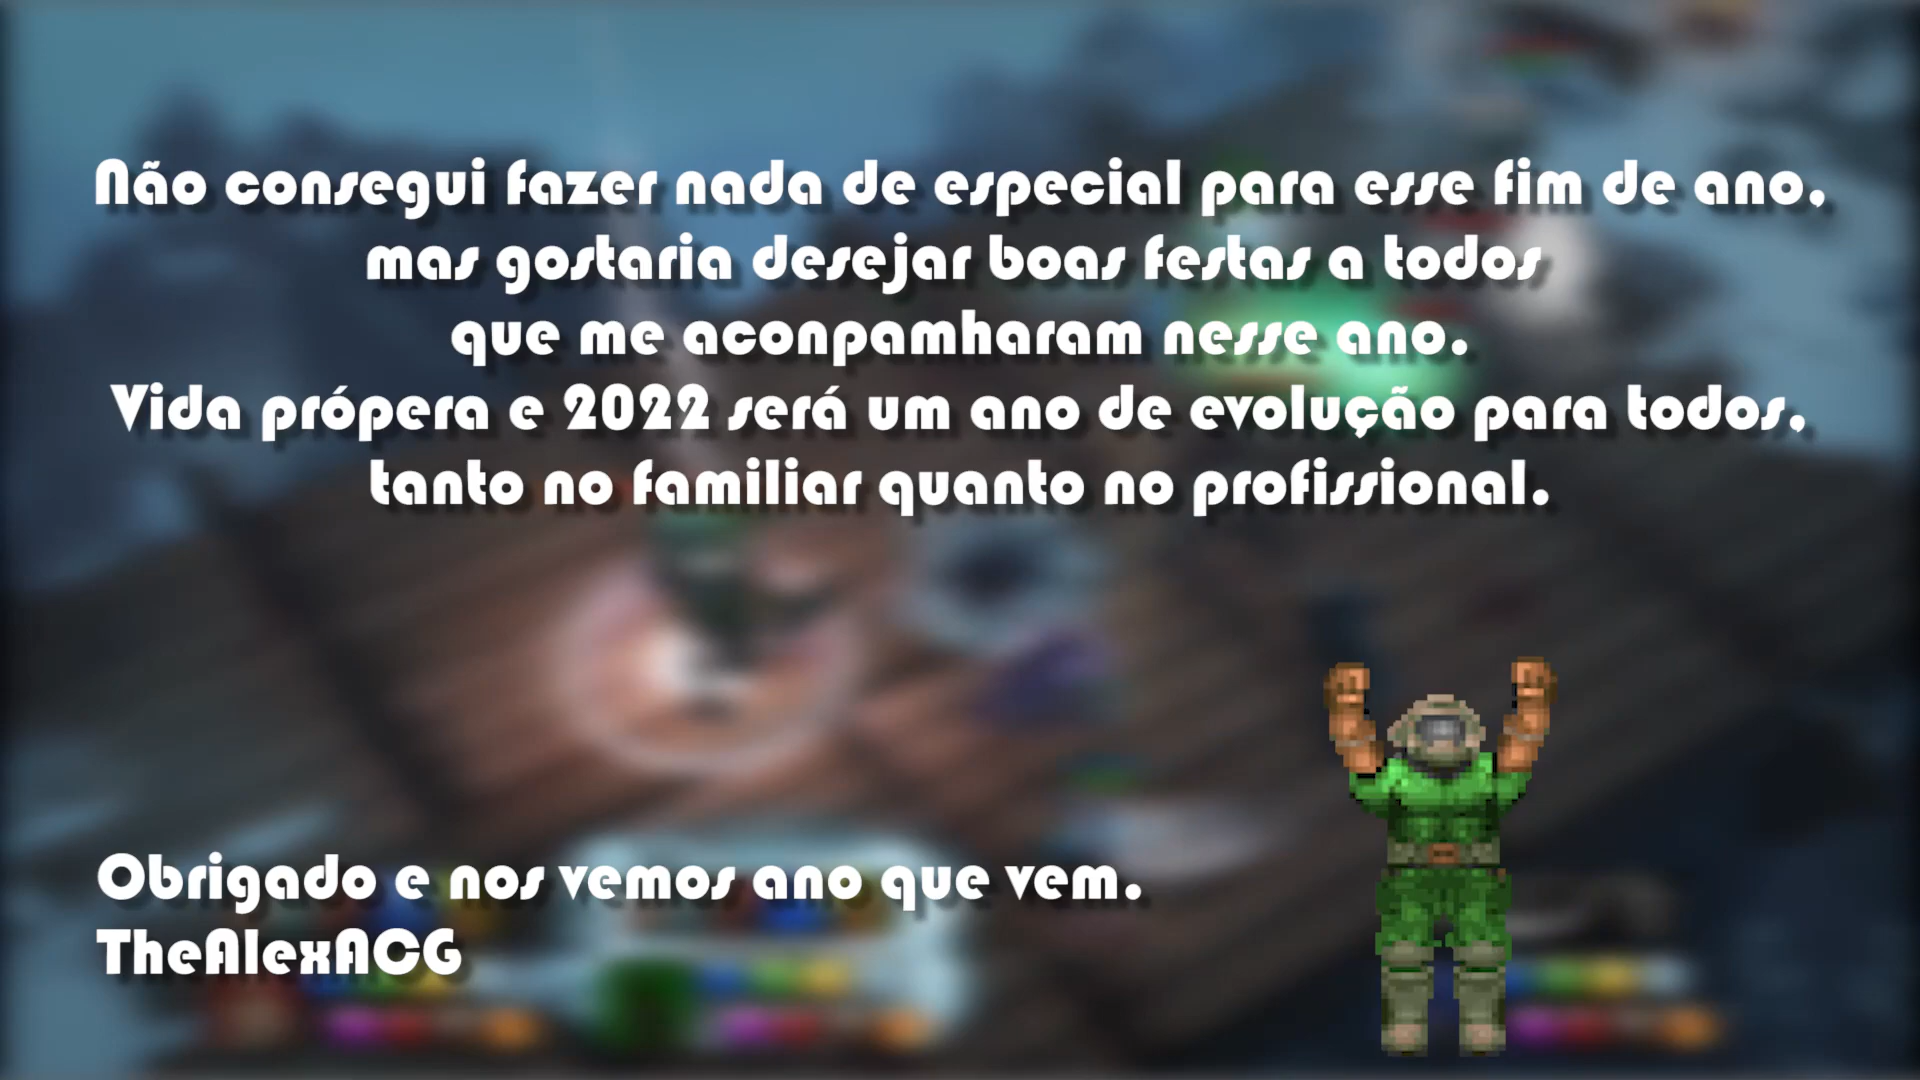 Não consegui fazer nada de especial para esse fim de ano,
mas gostaria desejar boas festas a todos
que me aconpamharam nesse ano.
Vida própera e 2022 será um ano de evolução para todos,
tanto no familiar quanto no profissional.
Obrigado e nos vemos ano que vem.
TheAlexACG